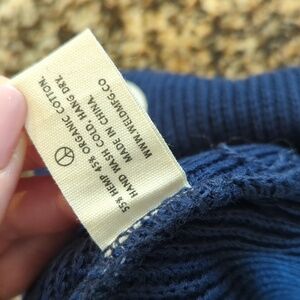 55% HEMP 45% ORGANIC COTTON.
HAND WASH COLD, HANG DRY.
MADE IN CHINA.
WWW.WELDMFG.CO